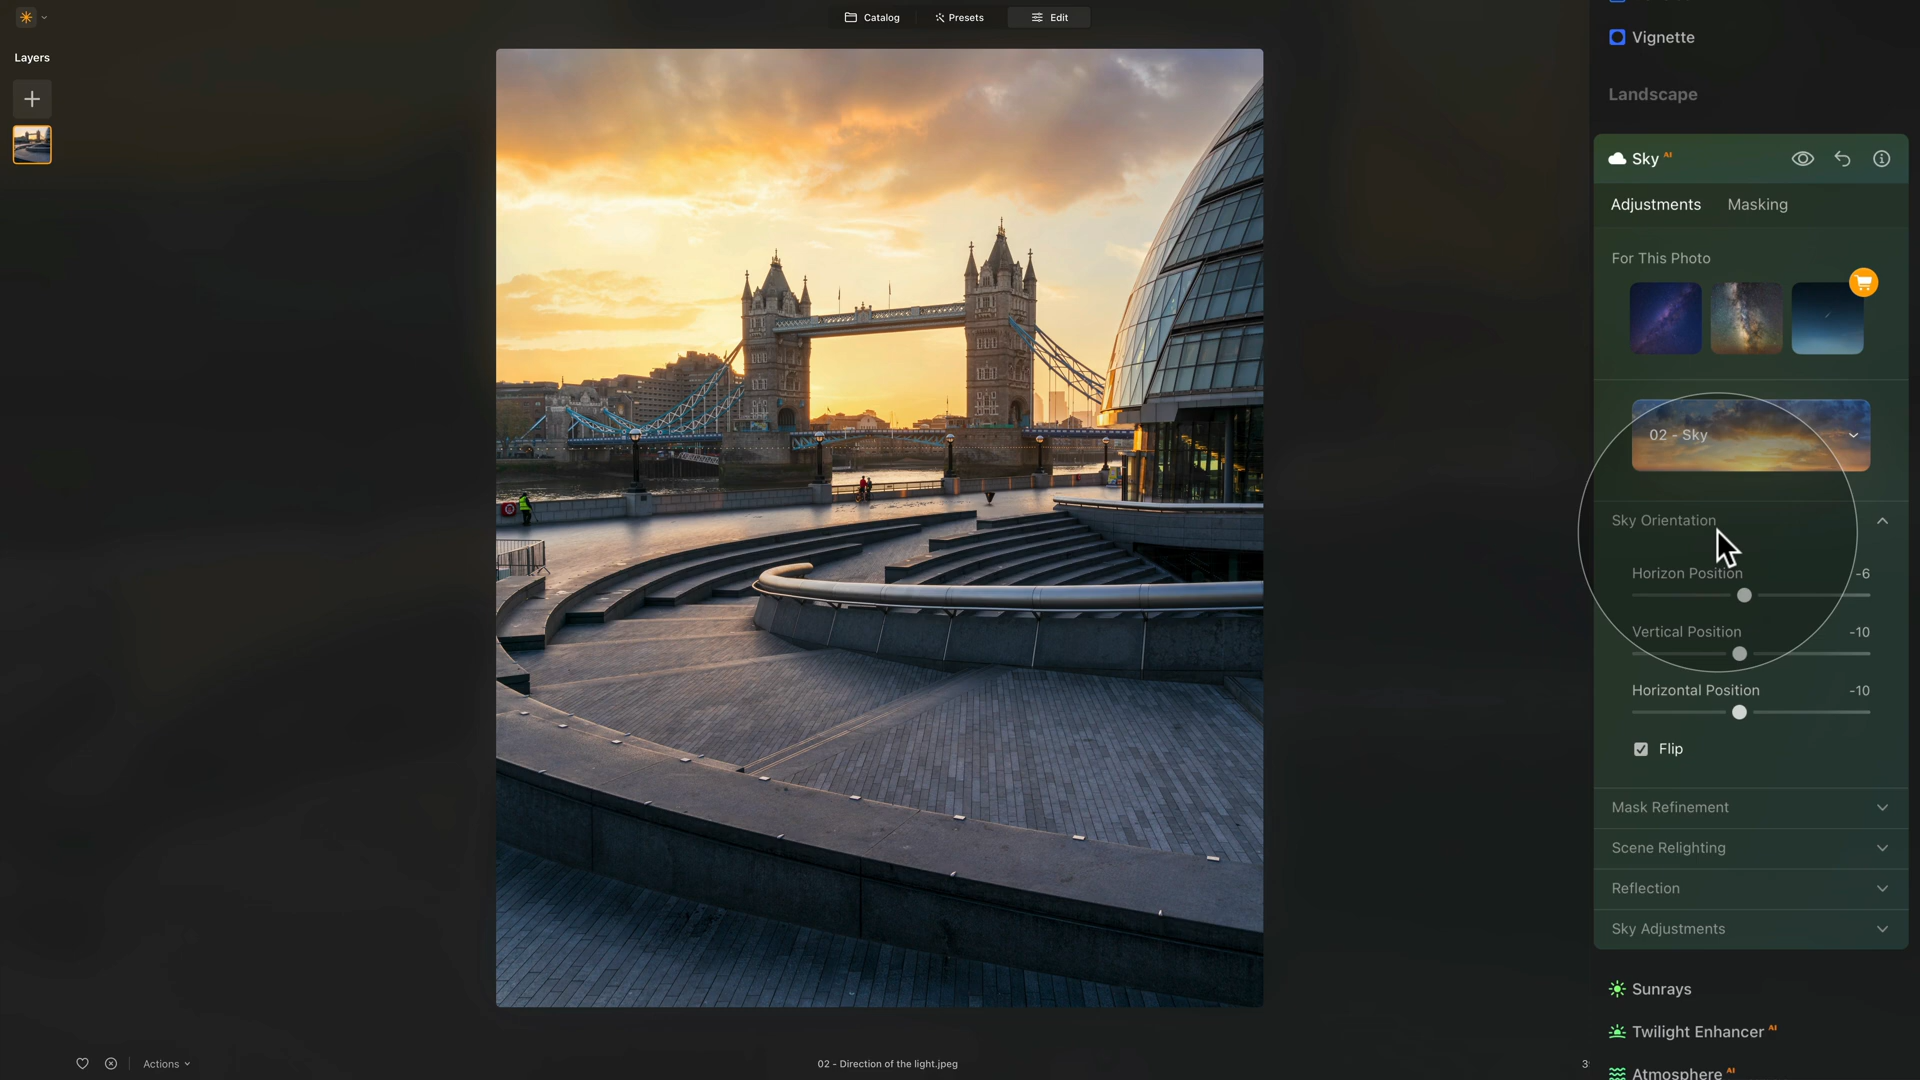 Catalog
Presets
Edit
Layers
Vignette
Landscape
Sky AI
Adjustments
Masking
For This Photo
02 - Sky
Sky Orientation
Horizon Position
-6
Vertical Position
-10
Horizontal Position
-10
Flip
Mask Refinement
Scene Relighting
Reflection
Sky Adjustments
Sunrays
Twilight Enhancer AI
Atmosphere AI
Actions
02 - Direction of the light.jpeg